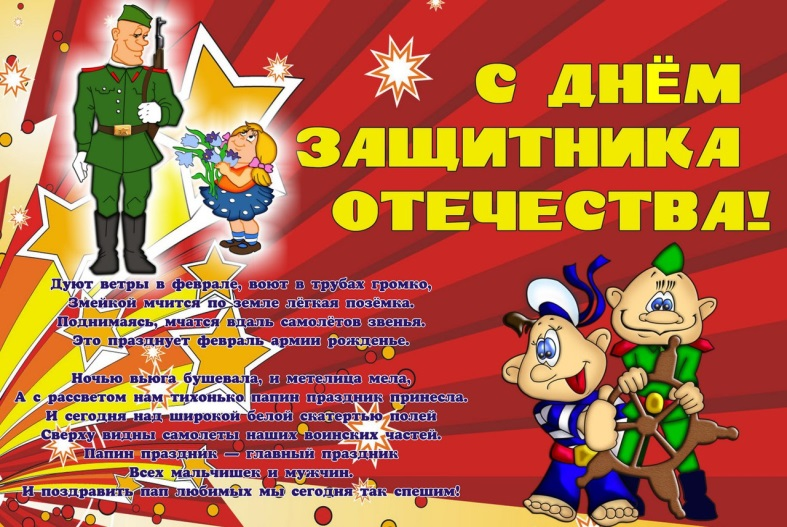 С ДНЁМ
ЗАЩИТНИКА
ОТЕЧЕСТВА!
Дуют ветры в феврале, воют в трубах громко,
Змейкой мчится по земле лёгкая позёмка.
Поднимаясь, мчатся вдаль самолётов звенья.
Это празднует февраль армии рожденье.
Ночью вьюга бушевала, и метелица мела,
А с рассветом нам тихонько папин праздник принесла.
И сегодня над широкой белой скатертью полей
Сверху видны самолеты наших воинских частей.
Папин праздник — главный праздник
Всех мальчишек и мужчин.
И поздравить пап любимых мы сегодня так спешим!